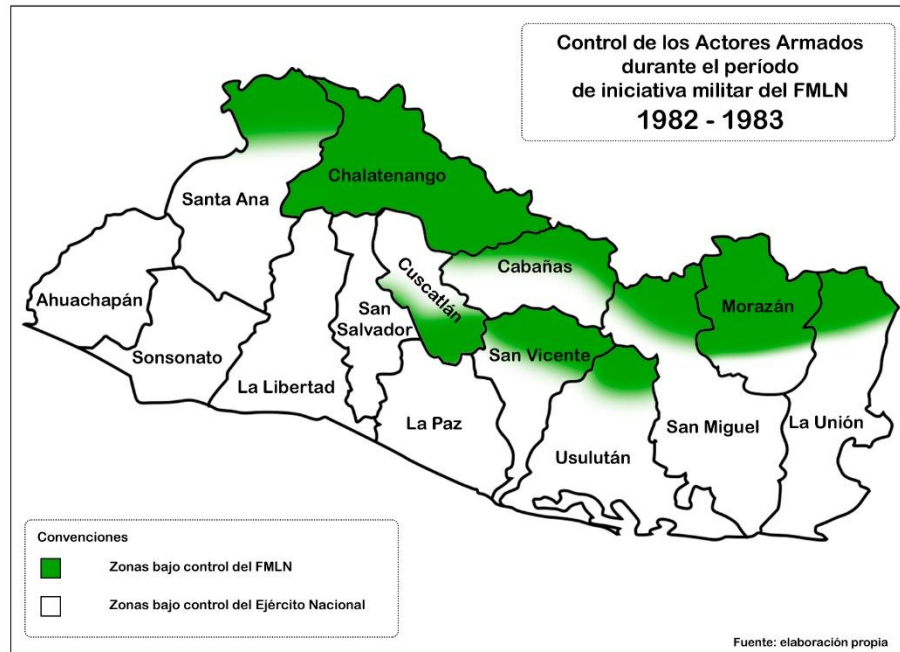 Control de los Actores Armados
durante el período
de iniciativa militar del FMLN
1982 - 1983
Chalatenango
Santa Ana
Cabañas
Cuscatlán
Ahuachapán
Morazán
San
Salvador
San Vicente
Sonsonato
La Libertad
La Paz
San Miguel
La Unión
Usulután
Convenciones
Zonas bajo control del FMLN
Zonas bajo control del Ejército Nacional
Fuente: elaboración propia